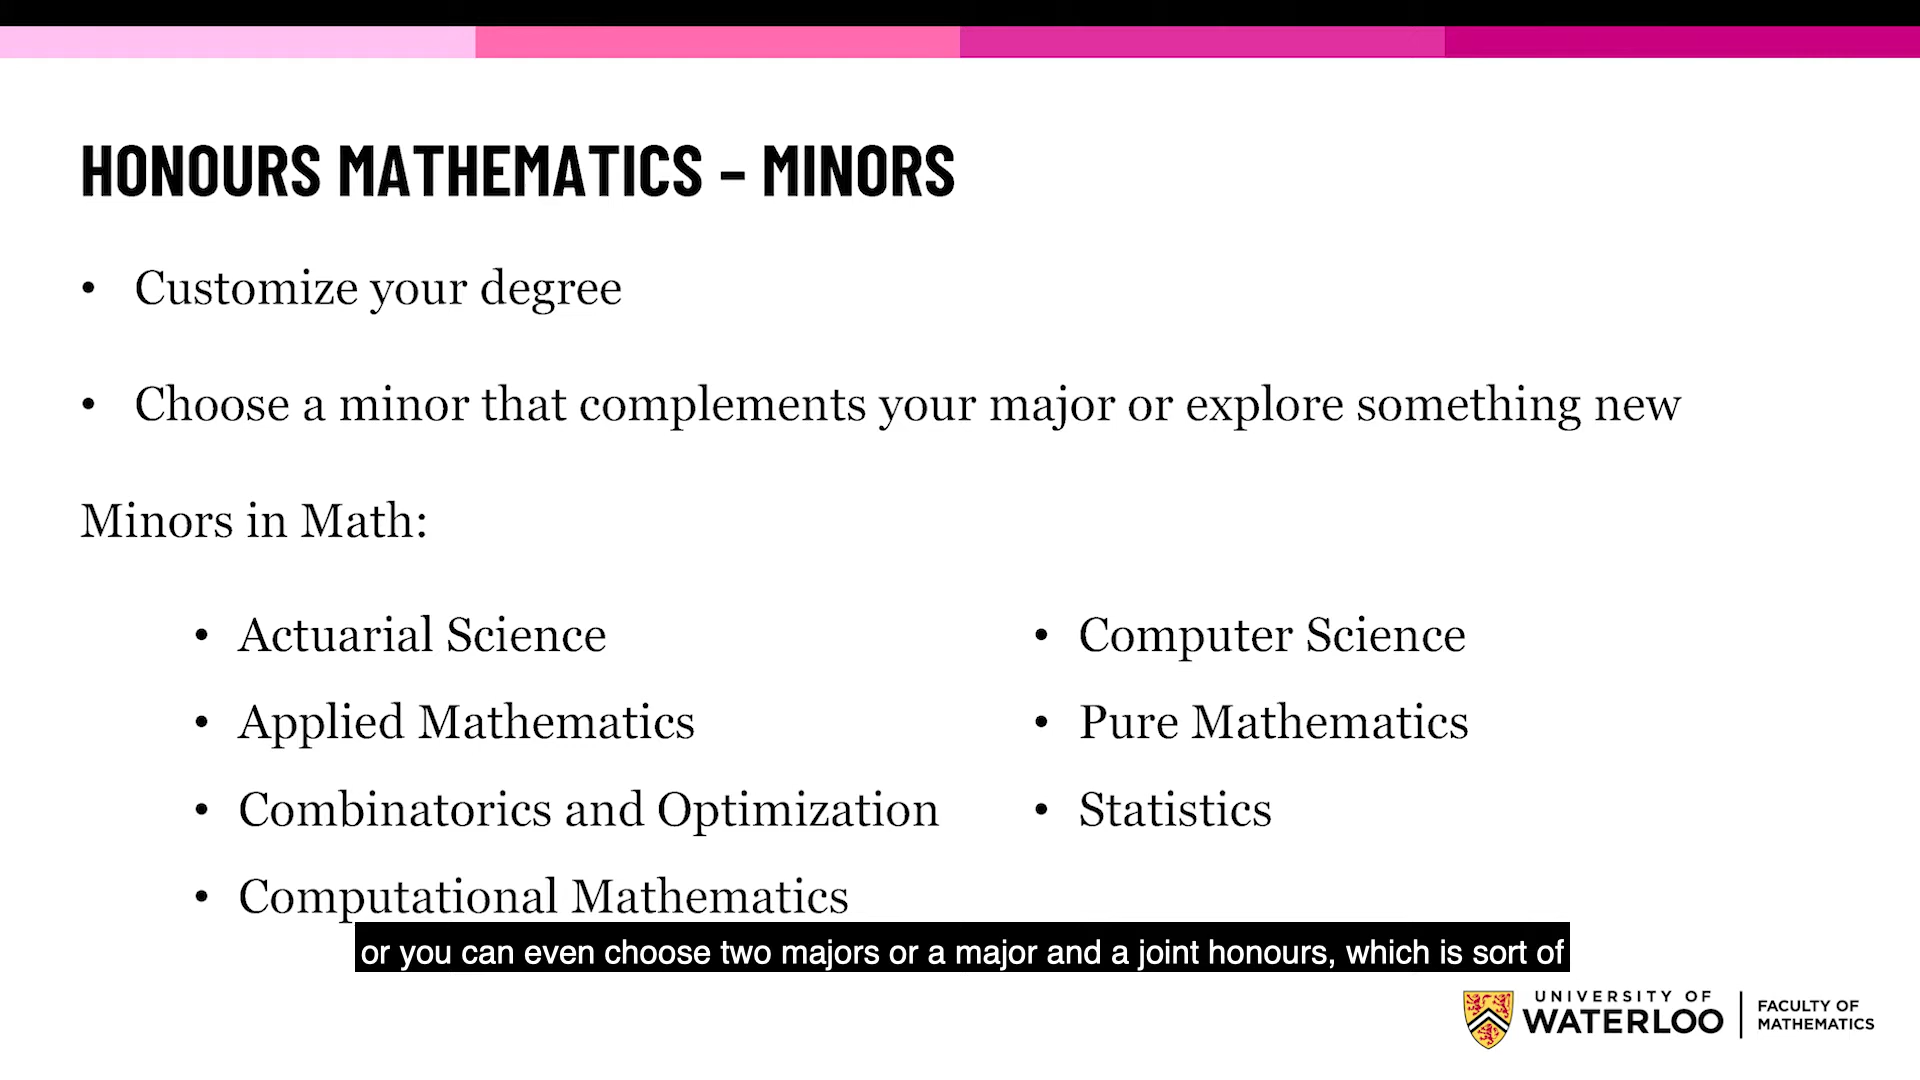 HONOURS MATHEMATICS – MINORS
• Customize your degree
• Choose a minor that complements your major or explore something new
Minors in Math:
• Actuarial Science
• Applied Mathematics
• Combinatorics and Optimization
• Computational Mathematics
• Computer Science
• Pure Mathematics
• Statistics
or you can even choose two majors or a major and a joint honours, which is sort of
UNIVERSITY OF
WATERLOO
FACULTY OF
MATHEMATICS